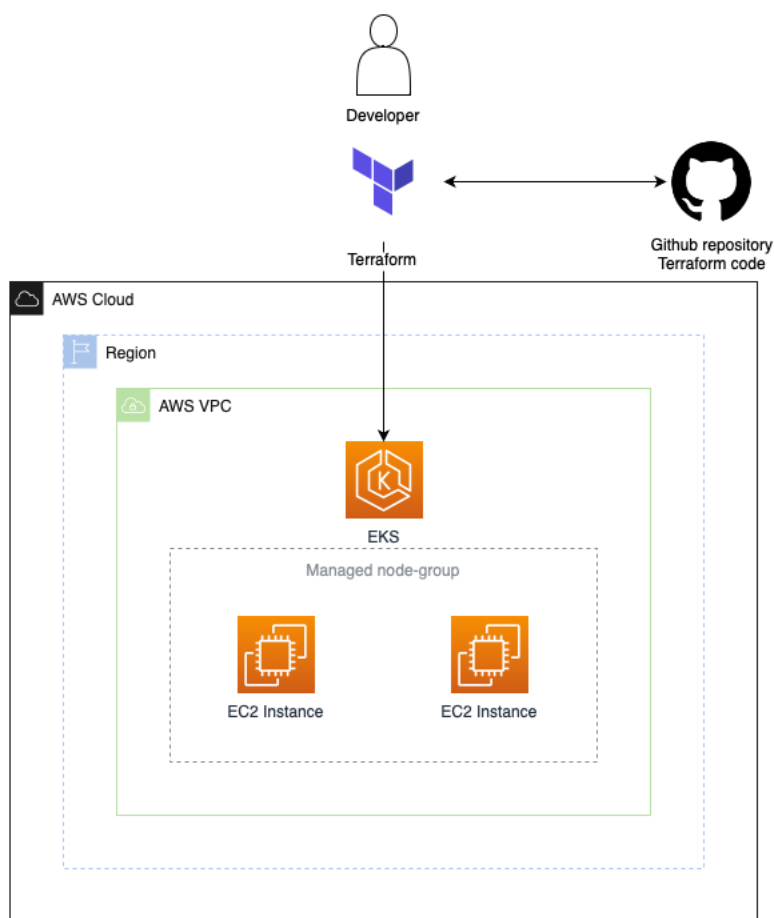 Developer
Terraform
Github repository
Terraform code
AWS Cloud
Region
AWS VPC
K
EKS
Managed node-group
EC2 Instance
EC2 Instance